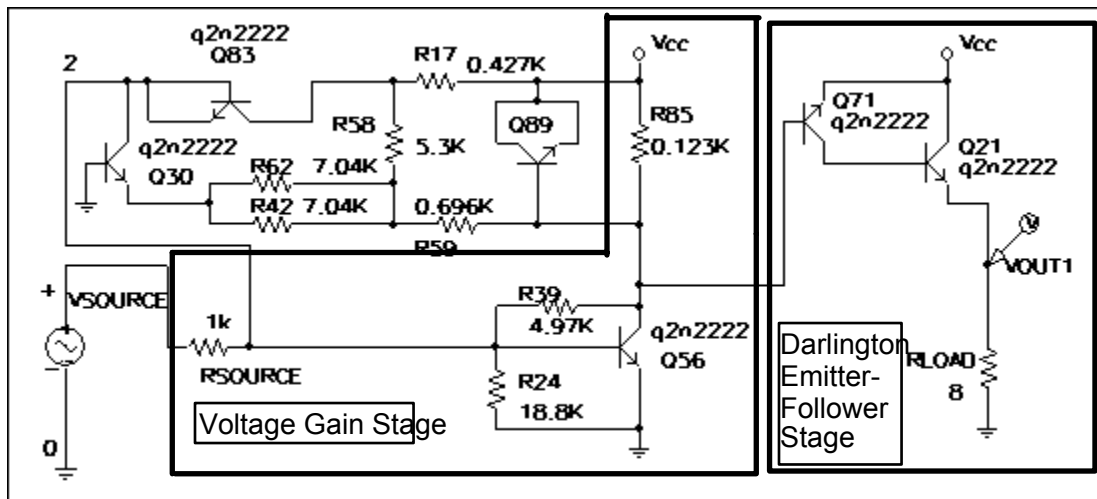 q2n2222
Q83
2
R17
0.427K
Vcc
Vcc
R58
5.3K
Q89
R85
0.123K
Q71
q2n2222
Q21
q2n2222
q2n2222
Q30
R62
7.04K
R42
7.04K
0.696K
R59
V
VOUT1
+
VSOURCE
-
1k
RSOURCE
R39
4.97K
q2n2222
Q56
R24
18.8K
0
Voltage Gain Stage
Darlington
Emitter-
Follower
Stage
RLOAD
8